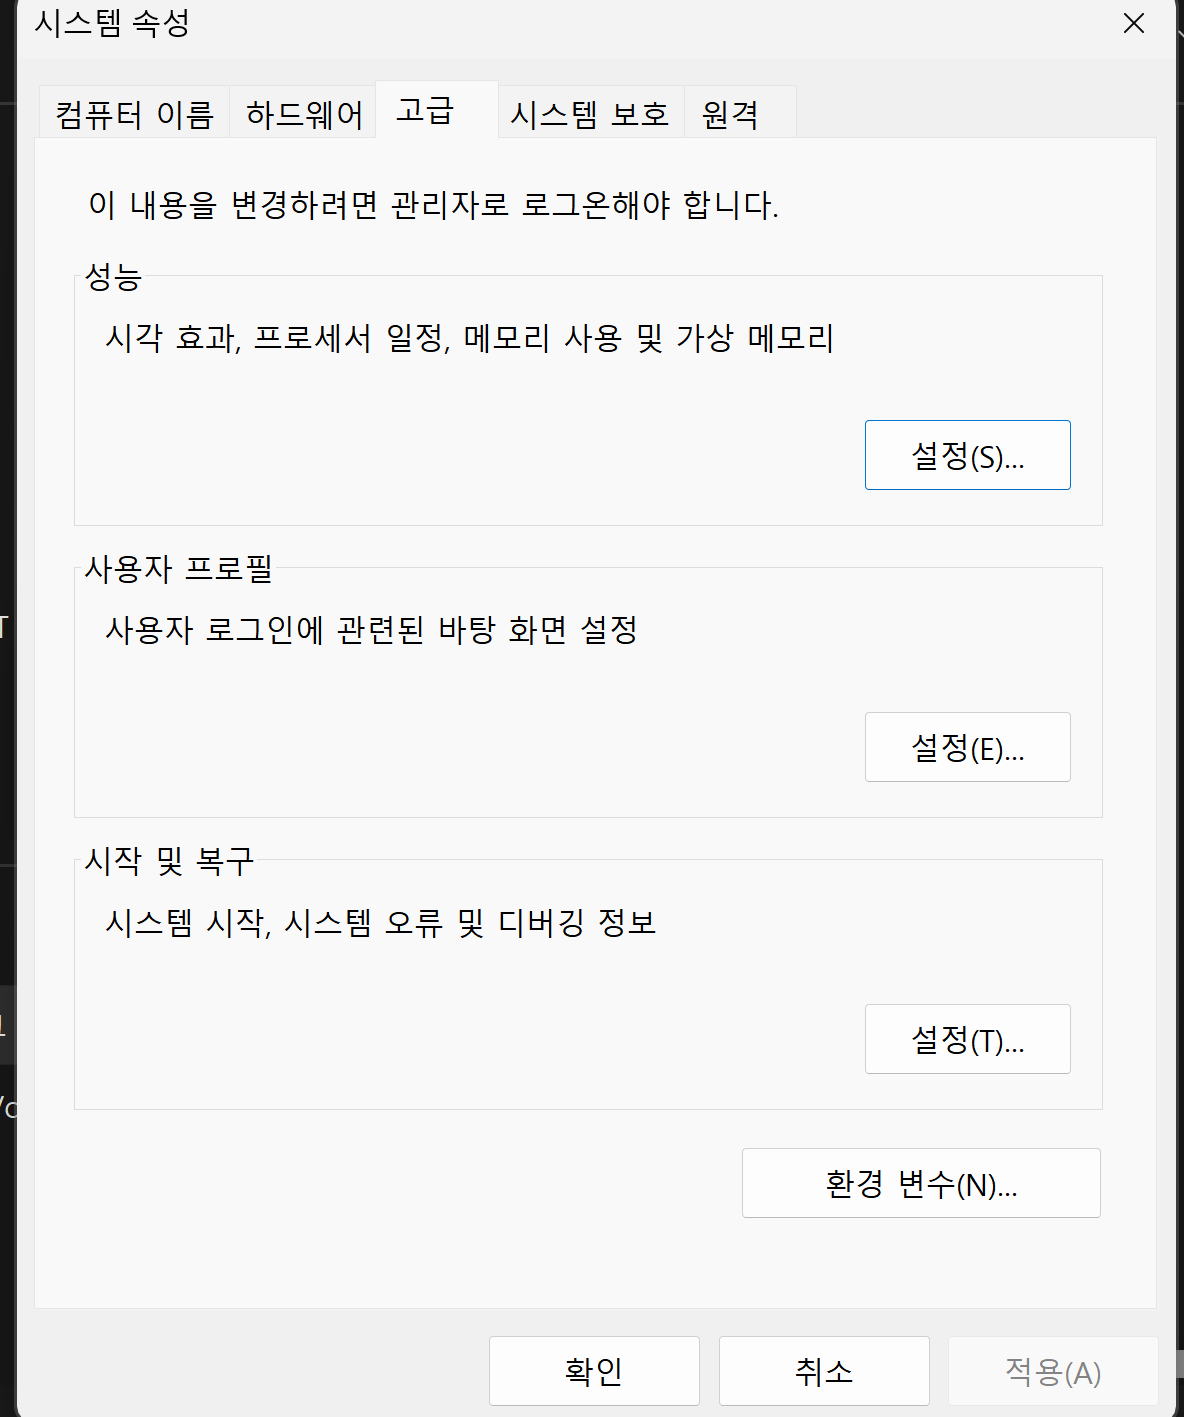 시스템 속성
컴퓨터 이름 하드웨어 고급 시스템 보호 원격
이 내용을 변경하려면 관리자로 로그온해야 합니다.
성능
시각 효과, 프로세서 일정, 메모리 사용 및 가상 메모리
설정(S)...
사용자 프로필
사용자 로그인에 관련된 바탕 화면 설정
설정(E)...
시작 및 복구
시스템 시작, 시스템 오류 및 디버깅 정보
설정(T)...
환경 변수(N)...
확인 취소 적용(A)